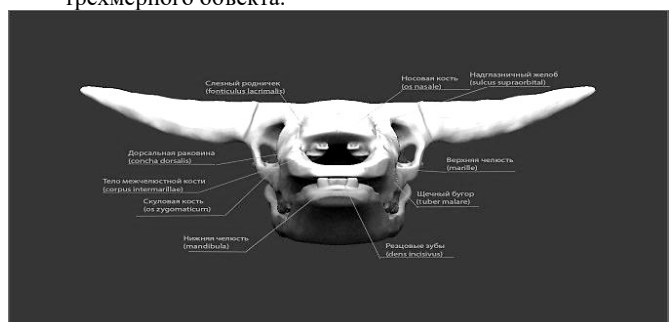 трехмерного объекта.
Слезный родничек
(fonticulus lacrimalis)
Носовая кость
(os nasale)
Надглазничный желоб
(sulcus supraorbital)
Дорсальная раковина
(concha dorsalis)
Верхняя челюсть
(marille)
Тело межчелюстной кости
(corpus intermarillae)
Щечный бугор
(tuber malare)
Скуловая кость
(os zygomaticum)
Нижняя челюсть
(mandibula)
Резцовые зубы
(dens incisivus)